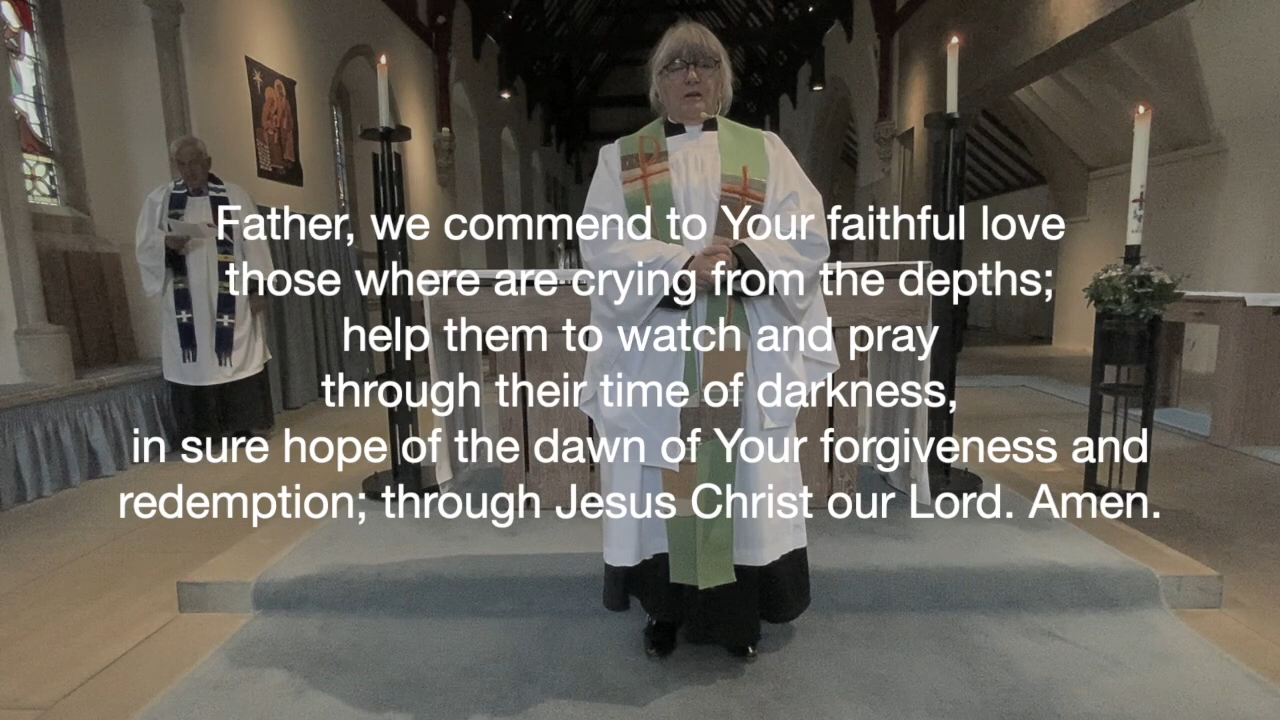 Father, we commend to Your faithful love
those where are crying from the depths;
help them to watch and pray
through their time of darkness,
in sure hope of the dawn of Your forgiveness and
redemption; through Jesus Christ our Lord. Amen.